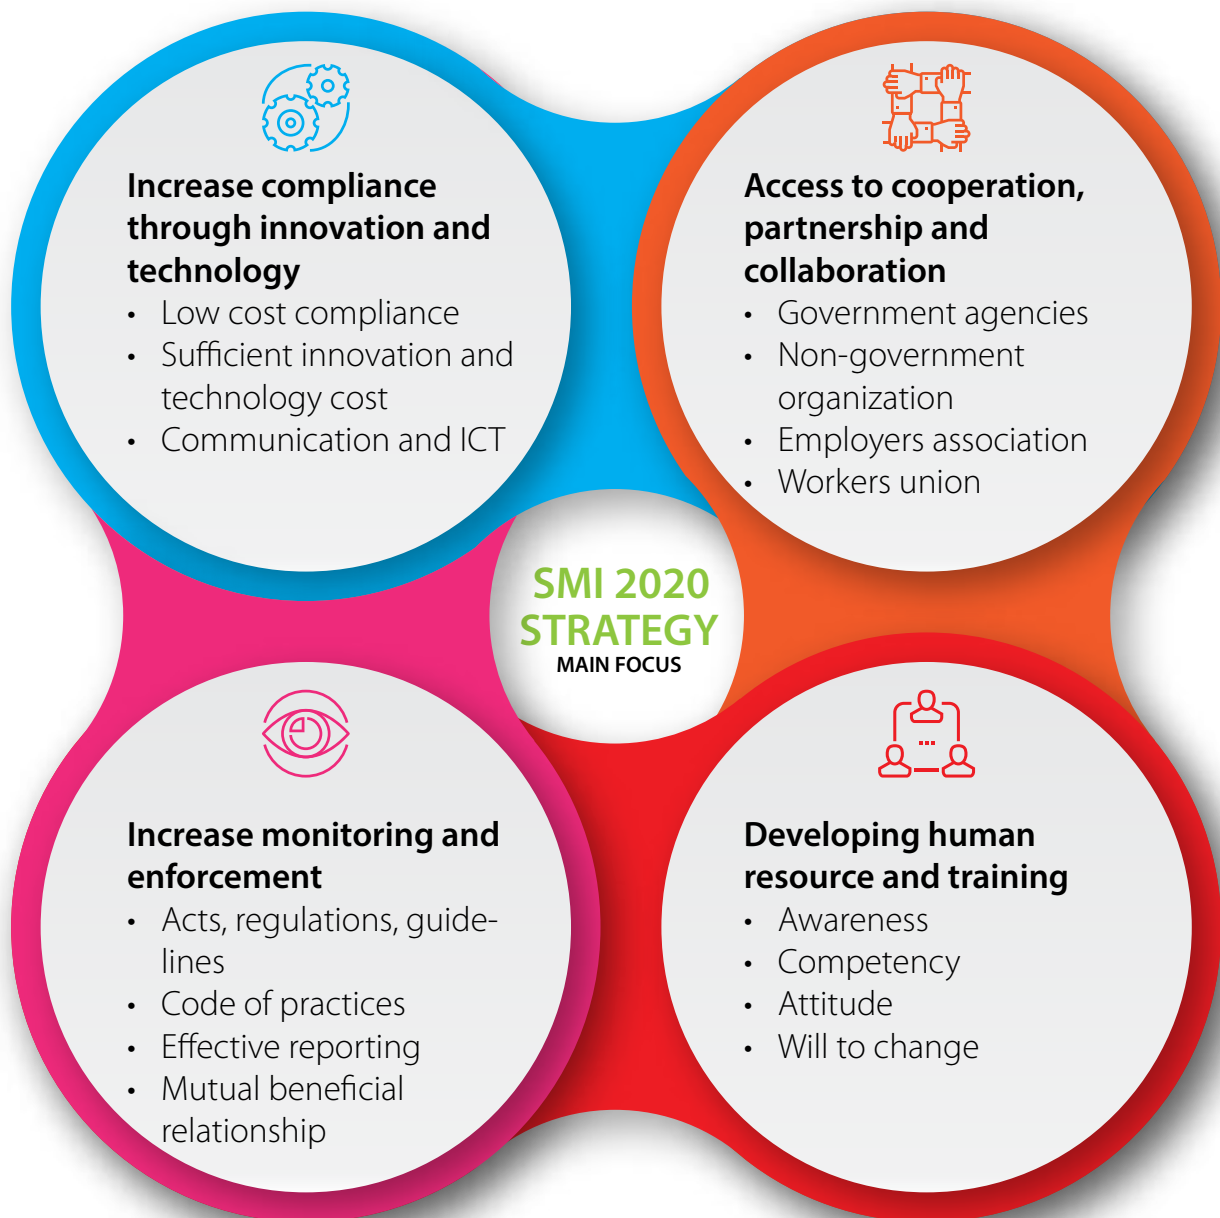 Increase compliance
through innovation and
technology
• Low cost compliance
• Sufficient innovation and
technology cost
• Communication and ICT
Access to cooperation,
partnership and
collaboration
• Government agencies
• Non-government
organization
• Employers association
• Workers union
SMI 2020
STRATEGY
MAIN FOCUS
Increase monitoring and
enforcement
• Acts, regulations, guide-
lines
• Code of practices
• Effective reporting
• Mutual beneficial
relationship
Developing human
resource and training
• Awareness
• Competency
• Attitude
• Will to change